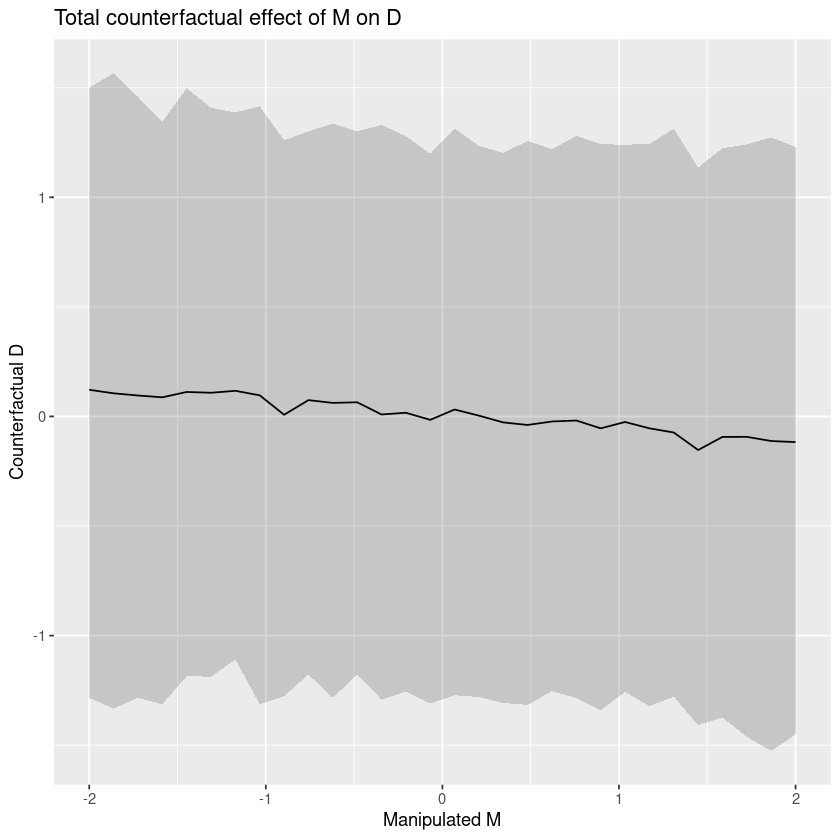 Total counterfactual effect of M on D
Counterfactual D
1
0
-1
-2 -1 0 1 2
Manipulated M